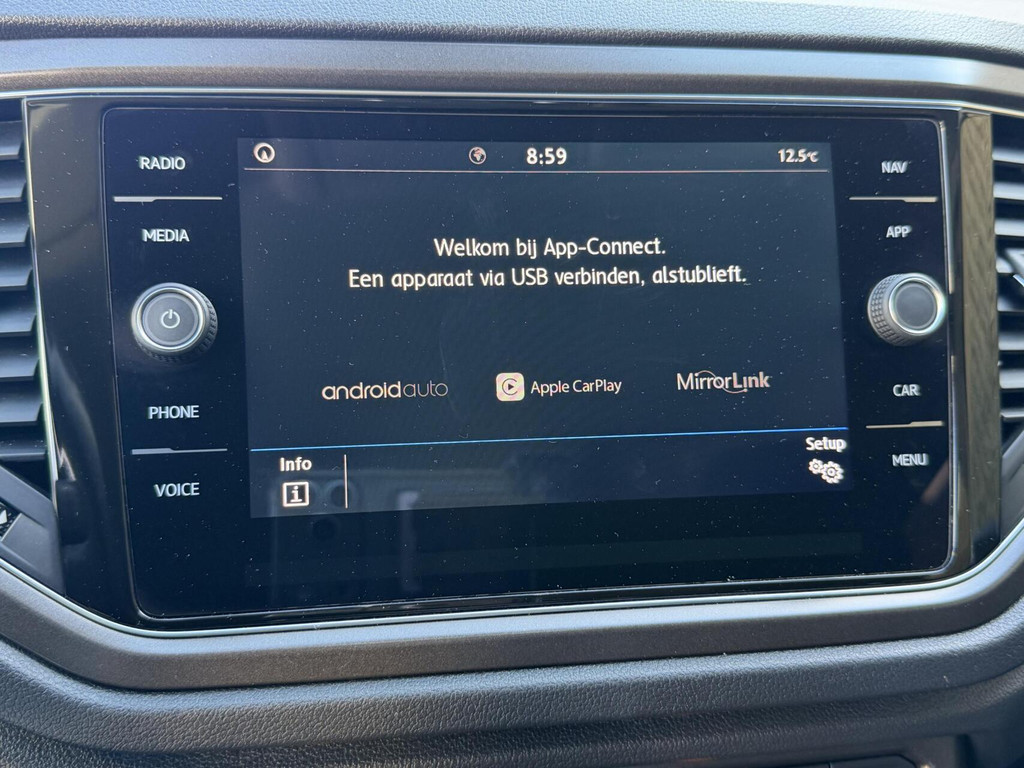 8:59
12.5°C
RADIO
NAV
MEDIA
APP
Welkom bij App-Connect.
Een apparaat via USB verbinden, alstublieft.
androidauto
Apple CarPlay
MirrorLink
PHONE
CAR
Info
Setup
VOICE
MENU